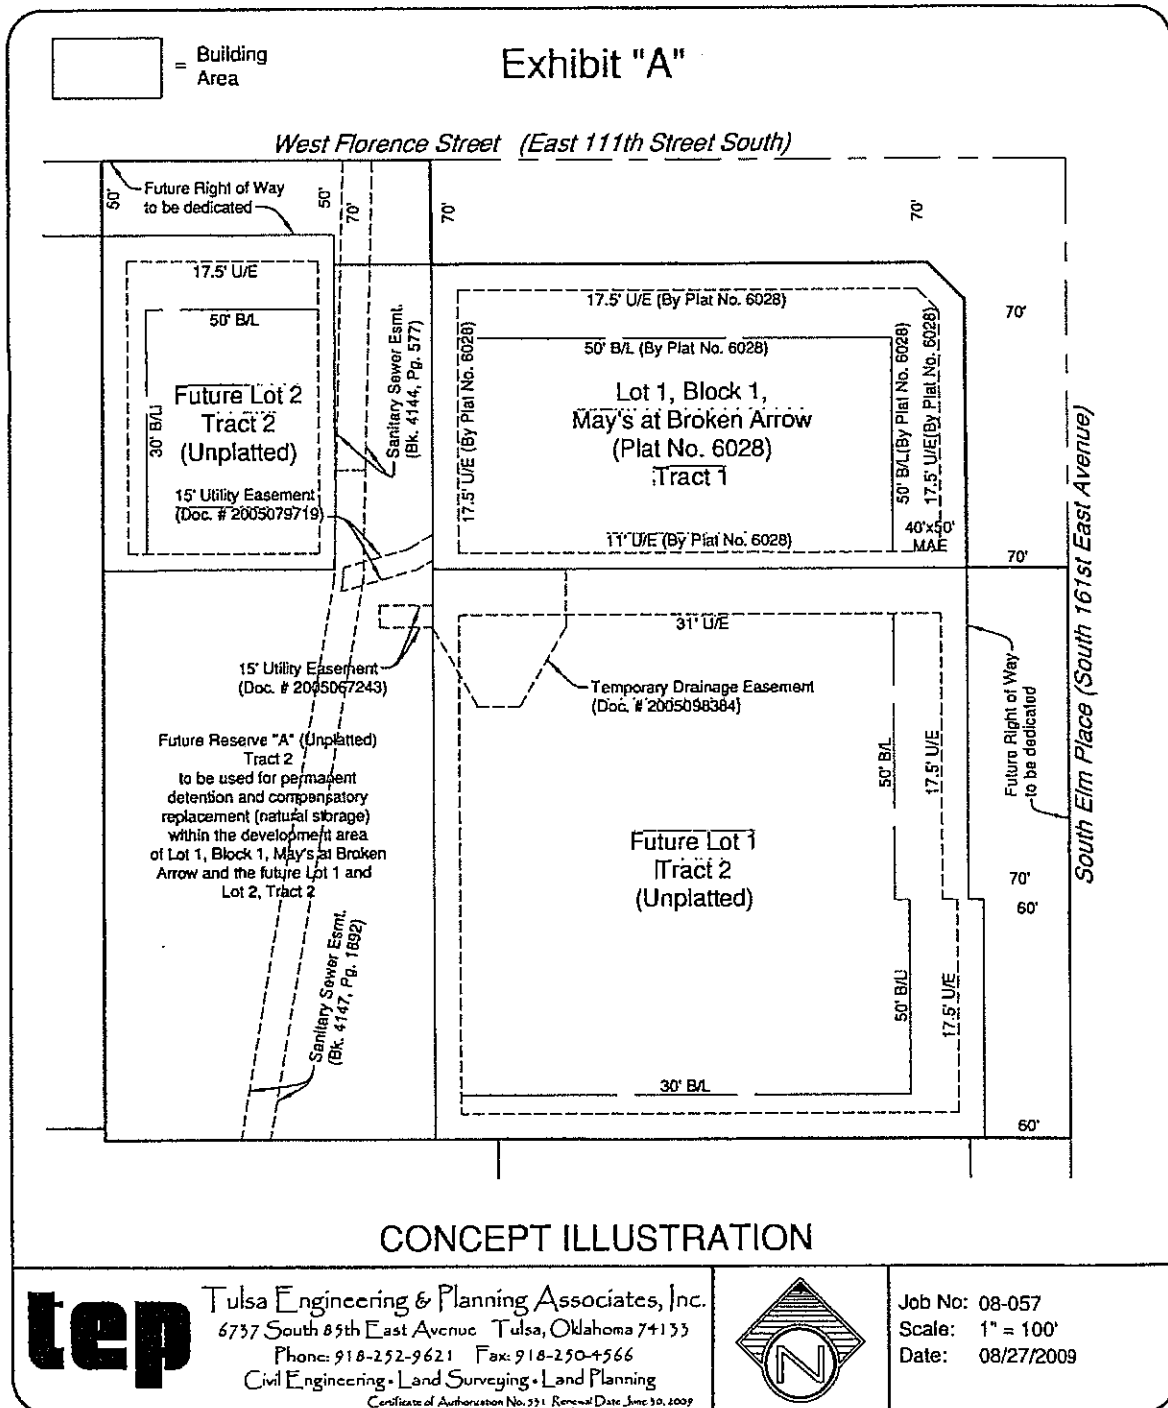 = Building
Area
Exhibit "A"
West Florence Street (East 111th Street South)
50'
Future Right of Way
to be dedicated
50'
70'
70'
70'
70'
17.5' U/E
50' B/L
30' B/L
Future Lot 2
Tract 2
(Unplatted)
15' Utility Easement
(Doc. # 2005079719)
Sanitary Sewer Esmt.
(Bk. 4144, Pg. 577)
17.5' U/E (By Plat No. 6028)
17.5' U/E (By Plat No. 6028)
50' B/L (By Plat No. 6028)
Lot 1, Block 1,
May's at Broken Arrow
(Plat No. 6028)
Tract 1
50' B/L(By Plat No. 6028)
17.5' U/E(By Plat No. 6028)
11' U/E (By Plat No. 6028)
40'x50'
MAE
70'
South Elm Place (South 161st East Avenue)
31' U/E
15' Utility Easement
(Doc. # 2005067243)
Temporary Drainage Easement
(Doc. # 2005098384)
Future Right of Way
to be dedicated
Future Reserve "A" (Unplatted)
Tract 2
to be used for permanent
detention and compensatory
replacement (natural storage)
within the development area
of Lot 1, Block 1, May's at Broken
Arrow and the future Lot 1 and
Lot 2, Tract 2
50' B/L
17.5' U/E
Future Lot 1
Tract 2
(Unplatted)
70'
60'
Sanitary Sewer Esmt.
(Bk. 4147, Pg. 1892)
50' B/L
17.5' U/E
30' B/L
60'
CONCEPT ILLUSTRATION
tep
Tulsa Engineering & Planning Associates, Inc.
6737 South 85th East Avenue Tulsa, Oklahoma 74133
Phone: 918-252-9621 Fax: 918-250-4566
Civil Engineering • Land Surveying • Land Planning
Certificate of Authorization No. 531 Renewal Date June 30, 2009
N
Job No: 08-057
Scale: 1" = 100'
Date: 08/27/2009